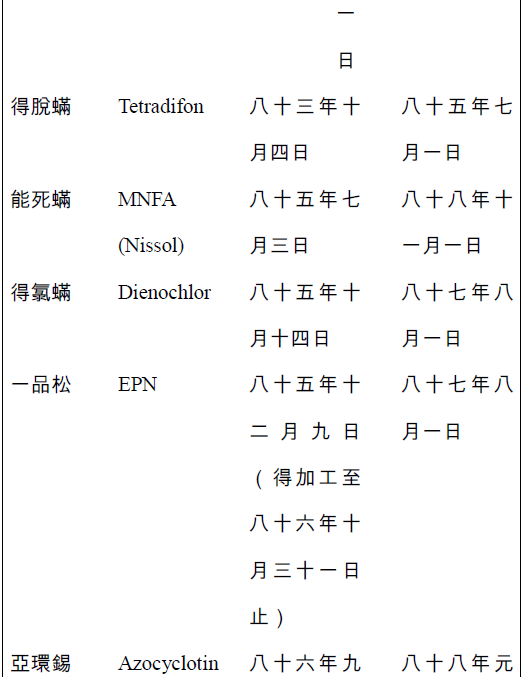 一
日
得脫蟎 Tetradifon 八十三年十 八十五年七
月四日 月一日
能死蟎 MNFA 八十五年七 八十八年十
(Nissol) 月三日 一月一日
得氯蟎 Dienochlor 八十五年十 八十七年八
月十四日 月一日
一品松 EPN 八十五年十 八十七年八
二月九日 月一日
(得加工至
八十六年十
月三十一日
止)
亞環錫 Azocyclotin 八十六年九 八十八年元